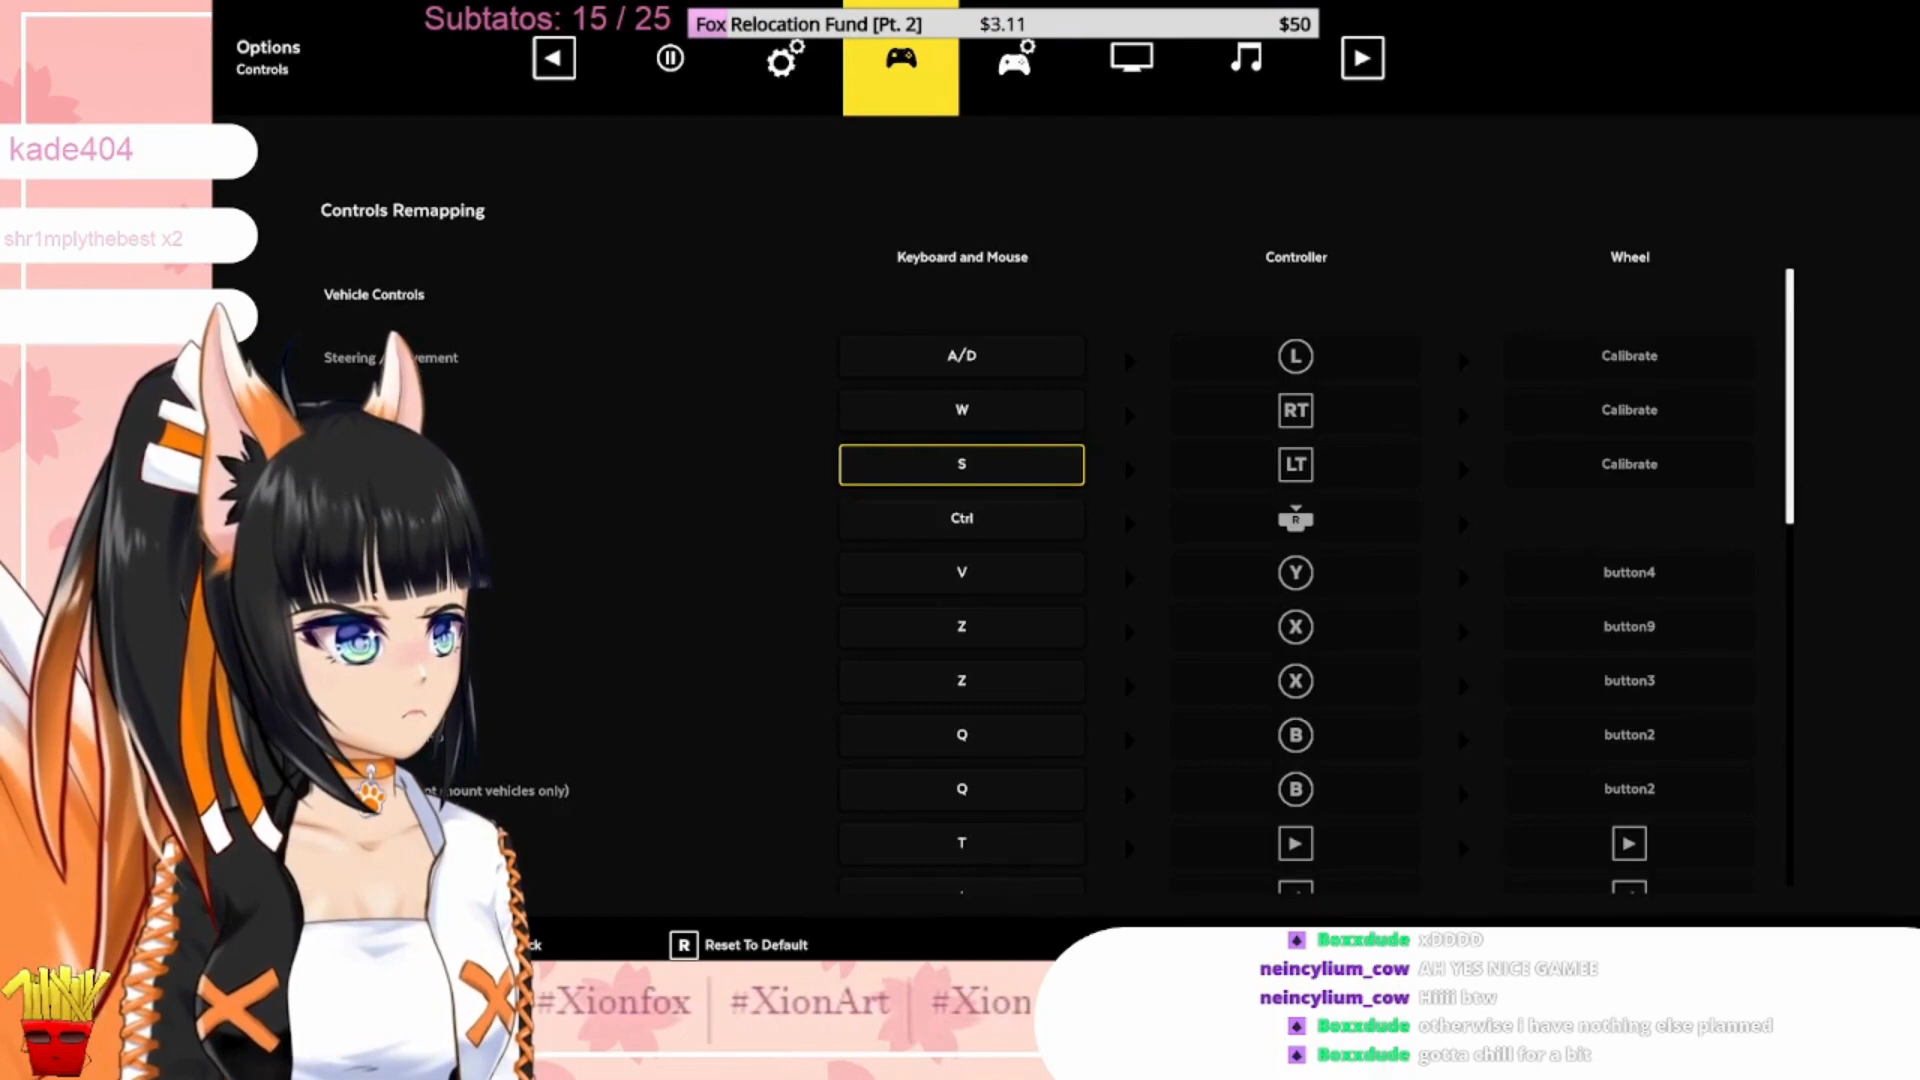 Subtatos: 15 / 25
Fox Relocation Fund [Pt. 2] $3.11 $50
Options
Controls
kade404
shr1mplythebest x2
Controls Remapping
Keyboard and Mouse Controller Wheel
Vehicle Controls
Steering /
A/D L Calibrate
W RT Calibrate
S LT Calibrate
Ctrl R
V Y button4
Z X button9
Z X button3
Q B button2
mount vehicles only) Q B button2
T
R Reset To Default
#Xionfox #XionArt #Xion
Boxxdude xDDDD
neincylium_cow AH YES NICE GAMEE
neincylium_cow Hiiii btw
Boxxdude otherwise i have nothing else planned
Boxxdude gotta chill for a bit